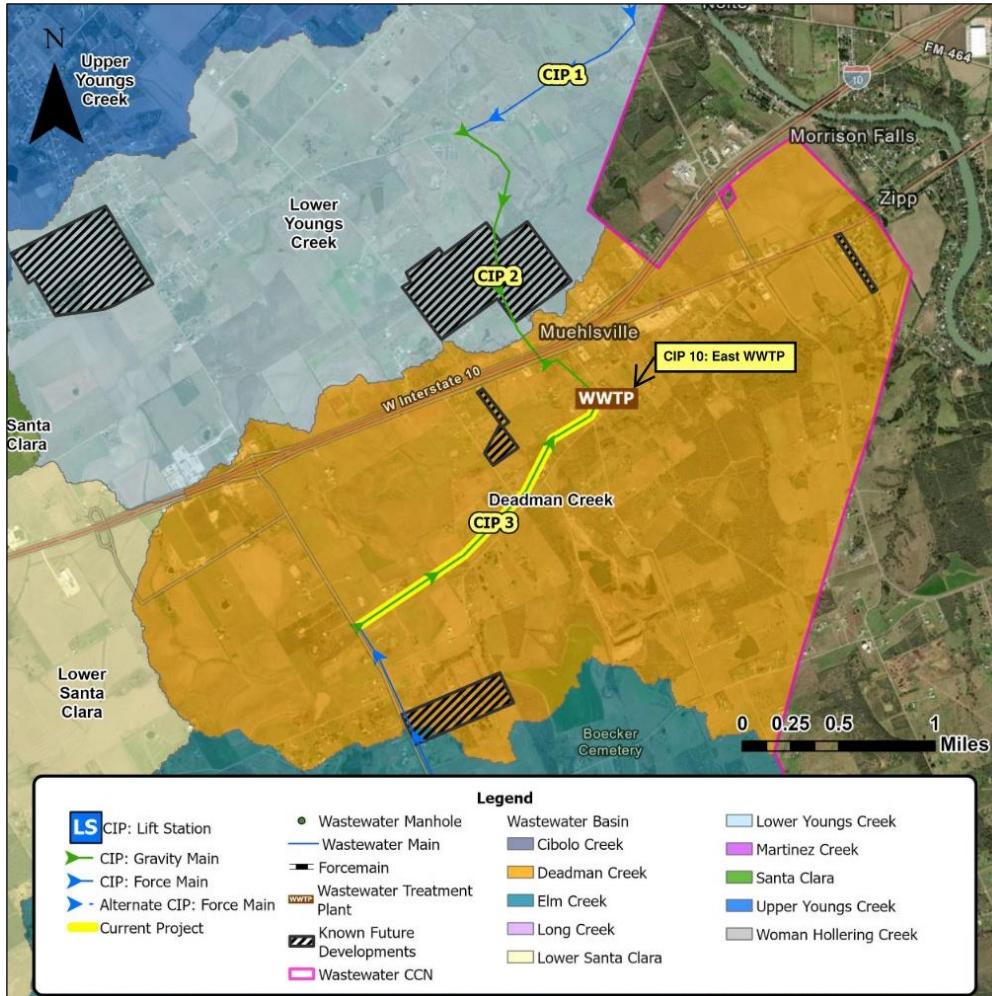 Nolte
N
Upper
Youngs
Creek
CIP 1
FM 464
10
Morrison Falls
Zipp
Lower
Youngs
Creek
CIP 2
Muehlsville
CIP 10: East WWTP
W Interstate 10
WWTP
Santa
Clara
Deadman Creek
CIP 3
Lower
Santa
Clara
Boecker
Cemetery
0 0.25 0.5 1
Miles
Legend
LS CIP: Lift Station
CIP: Gravity Main
CIP: Force Main
Alternate CIP: Force Main
Current Project
Wastewater Manhole
Wastewater Main
Forcemain
WWTP Wastewater Treatment
Plant
Known Future
Developments
Wastewater CCN
Wastewater Basin
Cibolo Creek
Deadman Creek
Elm Creek
Long Creek
Lower Santa Clara
Lower Youngs Creek
Martinez Creek
Santa Clara
Upper Youngs Creek
Woman Hollering Creek